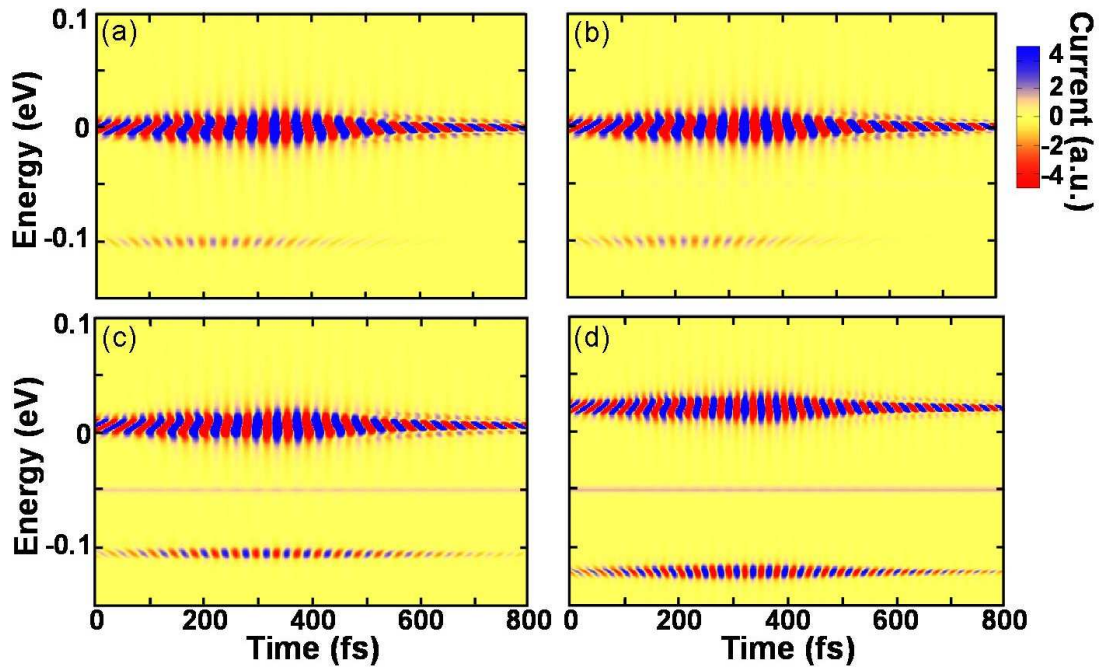 0.1
(a)
(b)
Energy (eV)
0
-0.1
Current (a.u.)
4
2
0
-2
-4
0.1
(c)
(d)
Energy (eV)
0
-0.1
0 200 400 600 800
0 200 400 600 800
Time (fs)
Time (fs)